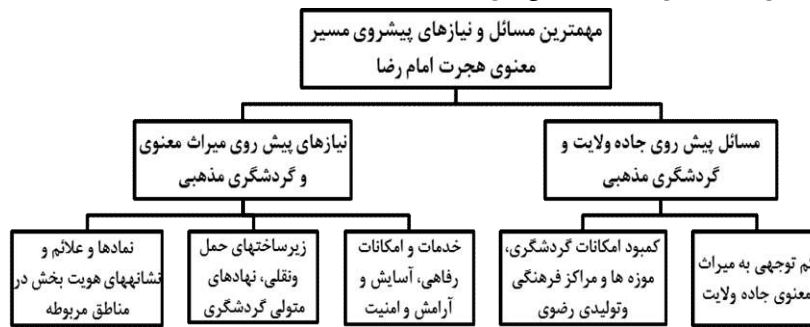 مهمترین مسائل و نیازهای پیشروی مسیر
معنوی هجرت امام رضا
مسائل پیش روی جاده ولایت و
گردشگری مذهبی
نیازهای پیش روی میراث معنوی
و گردشگری مذهبی
توجهی به میراث
معنوی جاده ولایت
کمبود امکانات گردشگری،
موزه ها و مراکز فرهنگی
وتولیدی رضوی
خدمات و امکانات
رفاهی، آسایش و
آرامش و امنیت
زیرساختهای حمل
ونقلی، نهادهای
متولی گردشگری
نمادها و علائم و
نشانههای هویت بخش در
مناطق مربوطه